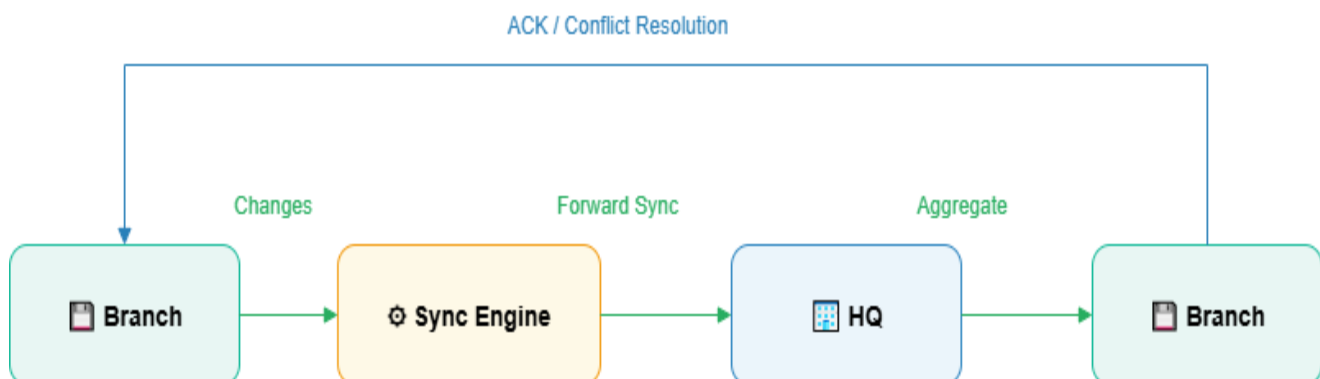 ACK / Conflict Resolution
Changes
Forward Sync
Aggregate
💾 Branch
⚙ Sync Engine
🏢 HQ
💾 Branch